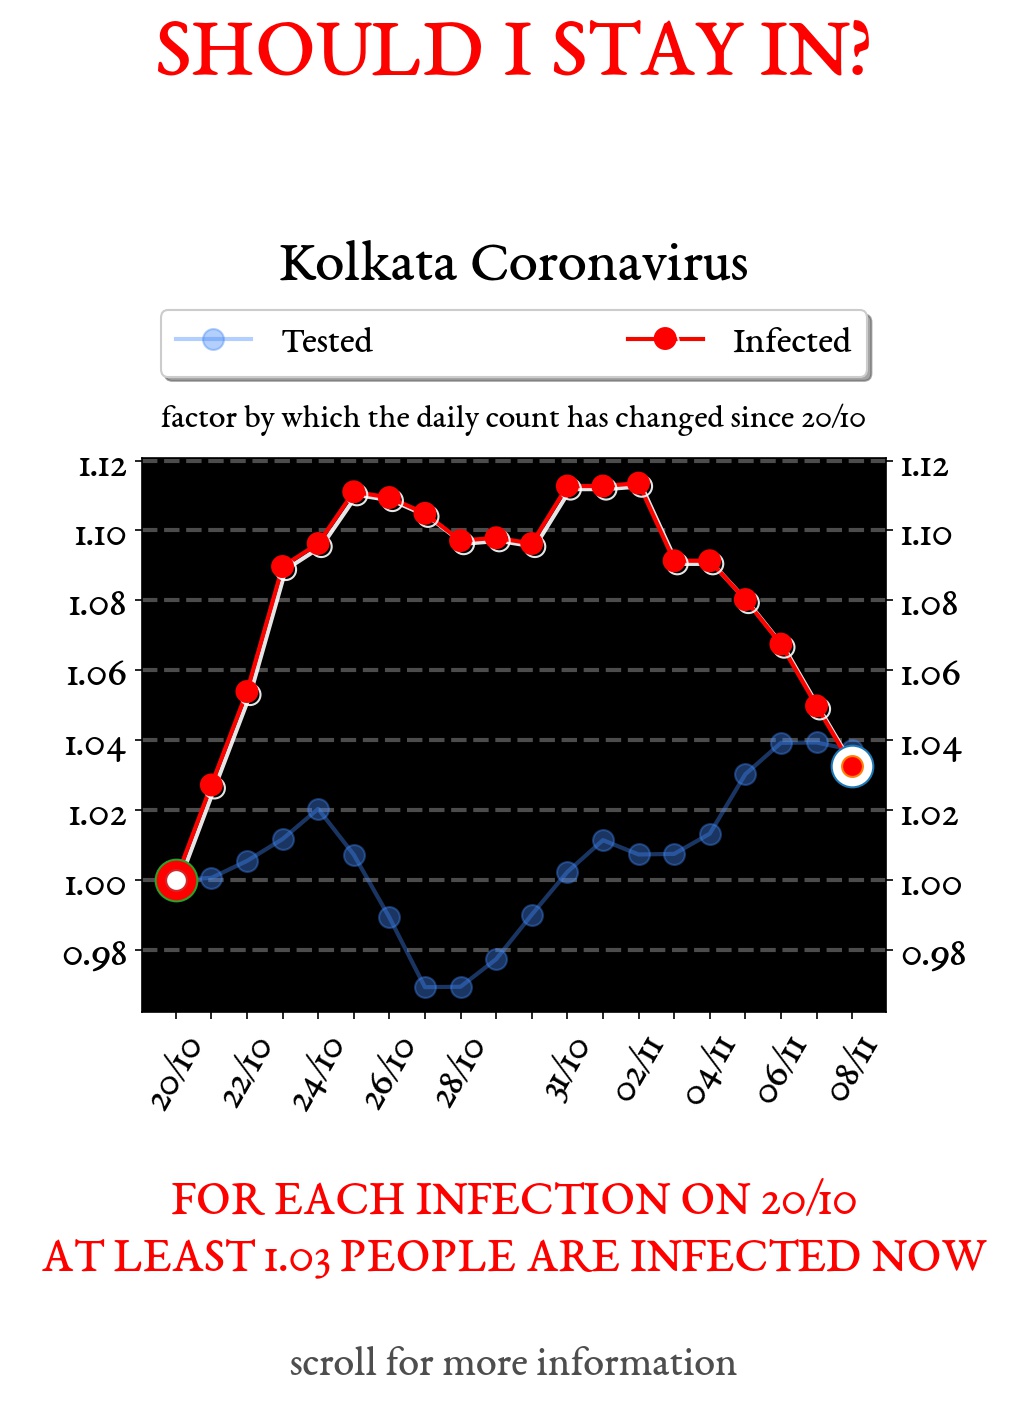 SHOULD I STAY IN?
Kolkata Coronavirus
Tested Infected
factor by which the daily count has changed since 20/10
1.12 1.12
1.10 1.10
1.08 1.08
1.06 1.06
1.04 1.04
1.02 1.02
1.00 1.00
0.98 0.98
20/10 22/10 24/10 26/10 28/10 31/10 02/11 04/11 06/11 08/11
FOR EACH INFECTION ON 20/10
AT LEAST 1.03 PEOPLE ARE INFECTED NOW
scroll for more information